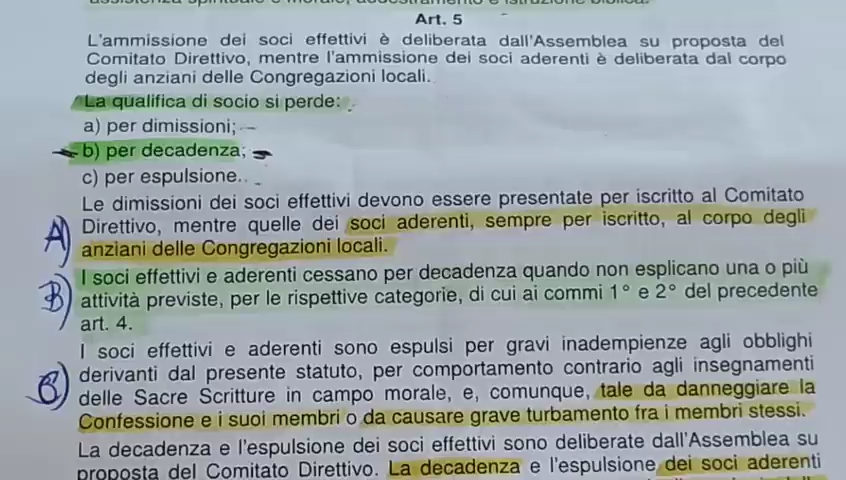 assistenza spirituale e morale, addestramento e istruzione biblica.
Art. 5
L'ammissione dei soci effettivi è deliberata dall'Assemblea su proposta del
Comitato Direttivo, mentre l'ammissione dei soci aderenti è deliberata dal corpo
degli anziani delle Congregazioni locali.
La qualifica di socio si perde:
a) per dimissioni;
b) per decadenza;
c) per espulsione.
Le dimissioni dei soci effettivi devono essere presentate per iscritto al Comitato
A) Direttivo, mentre quelle dei soci aderenti, sempre per iscritto, al corpo degli
anziani delle Congregazioni locali.
I soci effettivi e aderenti cessano per decadenza quando non esplicano una o più
B) attività previste, per le rispettive categorie, di cui ai commi 1° e 2° del precedente
art. 4.
I soci effettivi e aderenti sono espulsi per gravi inadempienze agli obblighi
derivanti dal presente statuto, per comportamento contrario agli insegnamenti
delle Sacre Scritture in campo morale, e, comunque, tale da danneggiare la
Confessione e i suoi membri o da causare grave turbamento fra i membri stessi.
La decadenza e l'espulsione dei soci effettivi sono deliberate dall'Assemblea su
proposta del Comitato Direttivo. La decadenza e l'espulsione dei soci aderenti